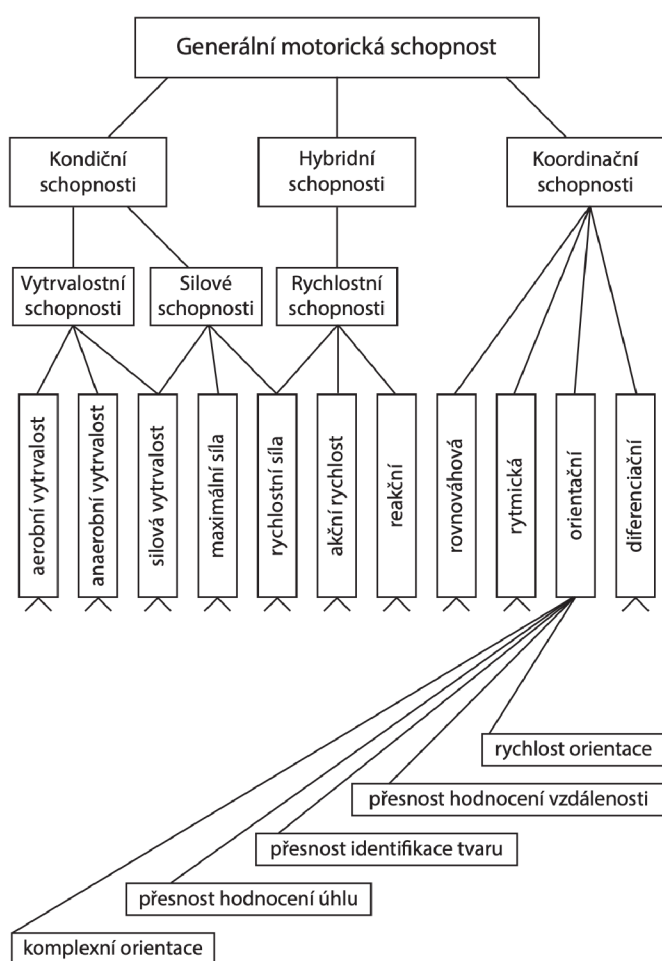 Generální motorická schopnost
Kondiční
schopnosti
Hybridní
schopnosti
Koordinační
schopnosti
Vytrvalostní
schopnosti
Silové
schopnosti
Rychlostní
schopnosti
aerobní vytrvalost
anaerobní vytrvalost
silová vytrvalost
maximální síla
rychlostní síla
akční rychlost
reakční
rovnováhová
rytmická
orientační
diferenciační
rychlost orientace
přesnost hodnocení vzdálenosti
přesnost identifikace tvaru
přesnost hodnocení úhlu
komplexní orientace